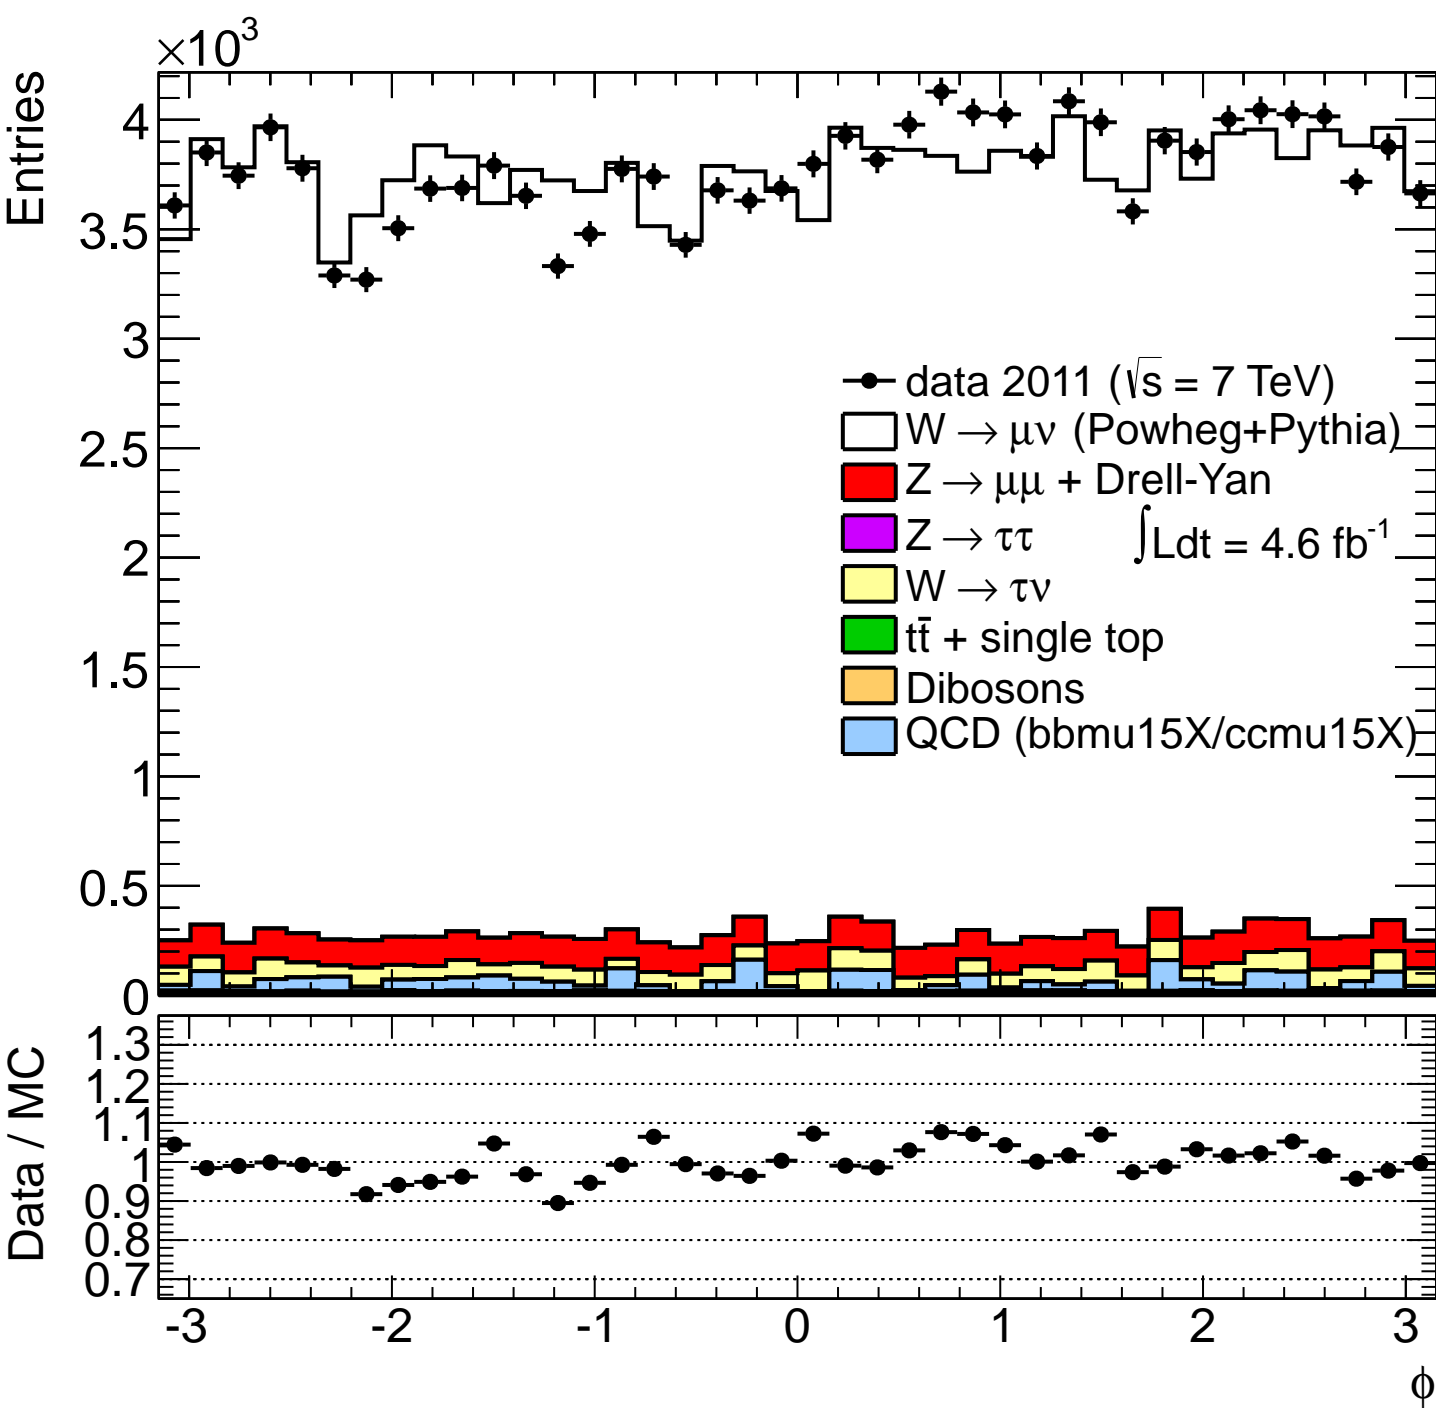 ×10³
Entries
4
3.5
3
2.5
2
1.5
1
0.5
0
data 2011 (√s = 7 TeV)
W → μν (Powheg+Pythia)
Z → μμ + Drell-Yan
Z → ττ
∫Ldt = 4.6 fb⁻¹
W → τν
tt̄ + single top
Dibosons
QCD (bbmu15X/ccmu15X)
Data / MC
1.3
1.2
1.1
1
0.9
0.8
0.7
-3 -2 -1 0 1 2 3
ϕ